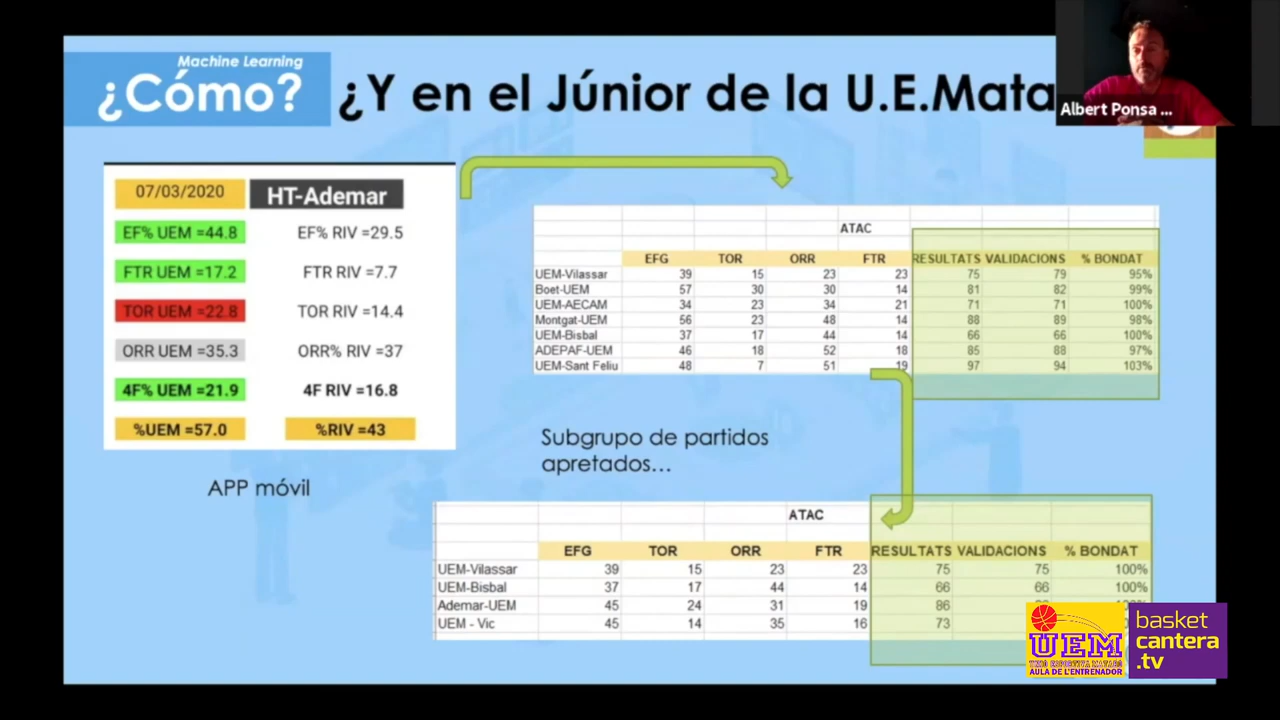 Machine Learning
¿Cómo? ¿Y en el Júnior de la U.E.Mata
Albert Ponsa ...
07/03/2020 HT-Ademar
EF% UEM =44.8 EF% RIV =29.5
FTR UEM =17.2 FTR RIV =7.7
TOR UEM =22.8 TOR RIV =14.4
ORR UEM =35.3 ORR% RIV =37
4F% UEM =21.9 4F RIV =16.8
%UEM =57.0 %RIV =43
APP móvil
ATAC
EFG TOR ORR FTR RESULTATS VALIDACIONS % BONDAT
UEM-Vilassar 39 15 23 23 75 79 95%
Boet-UEM 57 30 30 14 81 82 99%
UEM-AECAM 34 23 34 21 71 71 100%
Montgat-UEM 56 23 48 14 88 89 98%
UEM-Bisbal 37 17 44 14 66 66 100%
ADEPAF-UEM 46 18 52 18 85 88 97%
UEM-Sant Feliu 48 7 51 19 97 94 103%
Subgrupo de partidos
apretados...
ATAC
EFG TOR ORR FTR RESULTATS VALIDACIONS % BONDAT
UEM-Vilassar 39 15 23 23 75 75 100%
UEM-Bisbal 37 17 44 14 66 66 100%
Ademar-UEM 45 24 31 19 86
UEM - Vic 45 14 35 16 73
UEM
UNIÓ ESPORTIVA MATARÓ
AULA DE L'ENTRENADOR
basket
cantera
.tv